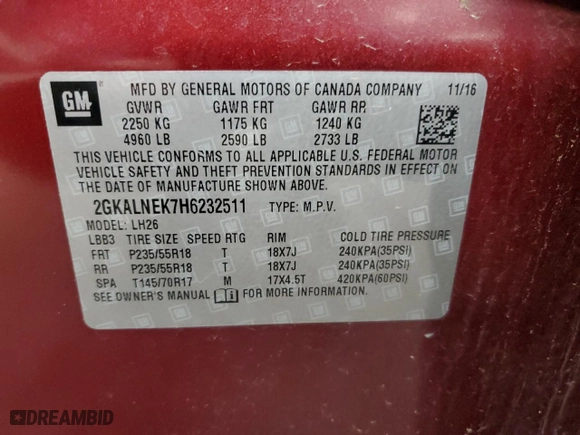 GM
MFD BY GENERAL MOTORS OF CANADA COMPANY 11/16
GVWR GAWR FRT GAWR RR
2250 KG 1175 KG 1240 KG
4960 LB 2590 LB 2733 LB
THIS VEHICLE CONFORMS TO ALL APPLICABLE U.S. FEDERAL MOTOR
VEHICLE SAFETY AND THEFT PREVENTION STANDARDS IN EFFECT ON
THE DATE OF MANUFACTURE SHOWN ABOVE.
2GKALNEK7H6232511 TYPE: M.P.V.
MODEL: LH26
LBB3 TIRE SIZE SPEED RTG RIM COLD TIRE PRESSURE
FRT P235/55R18 T 18X7J 240KPA(35PSI)
RR P235/55R18 T 18X7J 240KPA(35PSI)
SPA T145/70R17 M 17X4.5T 420KPA(60PSI)
SEE OWNER'S MANUAL FOR MORE INFORMATION.
DREAMBID